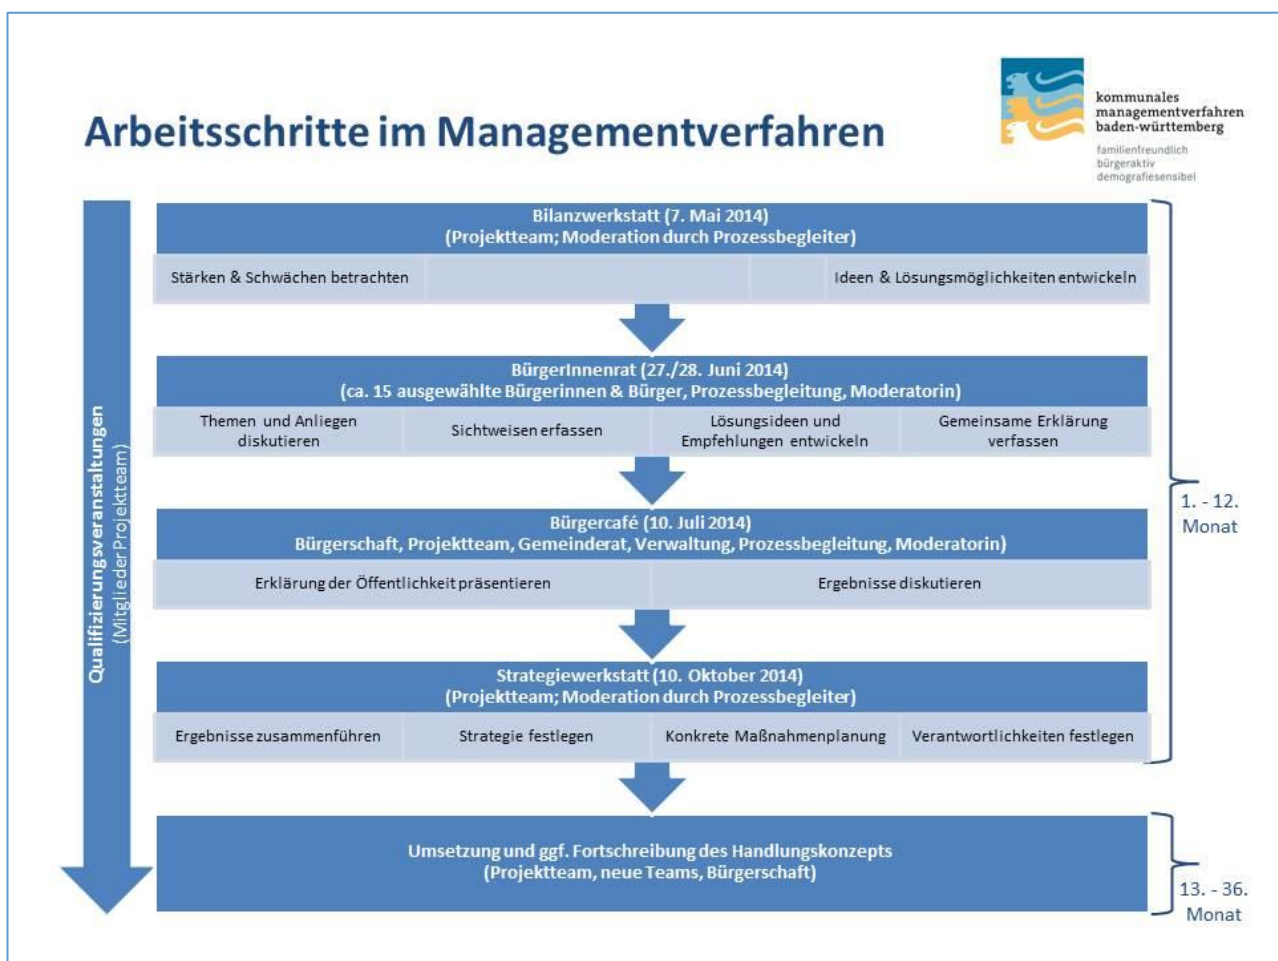 Arbeitsschritte im Managementverfahren
kommunales
managementverfahren
baden-württemberg
familienfreundlich
bürgeraktiv
demografiesensibel
Qualifizierungsveranstaltungen
(Mitglieder Projektteam)
Bilanzwerkstatt (7. Mai 2014)
(Projektteam; Moderation durch Prozessbegleiter)
Stärken & Schwächen betrachten
Ideen & Lösungsmöglichkeiten entwickeln
BürgerInnenrat (27./28. Juni 2014)
(ca. 15 ausgewählte Bürgerinnen & Bürger, Prozessbegleitung, Moderatorin)
Themen und Anliegen
diskutieren
Sichtweisen erfassen
Lösungsideen und
Empfehlungen entwickeln
Gemeinsame Erklärung
verfassen
Bürgercafé (10. Juli 2014)
Bürgerschaft, Projektteam, Gemeinderat, Verwaltung, Prozessbegleitung, Moderatorin)
Erklärung der Öffentlichkeit präsentieren
Ergebnisse diskutieren
Strategiewerkstatt (10. Oktober 2014)
(Projektteam; Moderation durch Prozessbegleiter)
Ergebnisse zusammenführen
Strategie festlegen
Konkrete Maßnahmenplanung
Verantwortlichkeiten festlegen
1. - 12.
Monat
Umsetzung und ggf. Fortschreibung des Handlungskonzepts
(Projektteam, neue Teams, Bürgerschaft)
13. - 36.
Monat